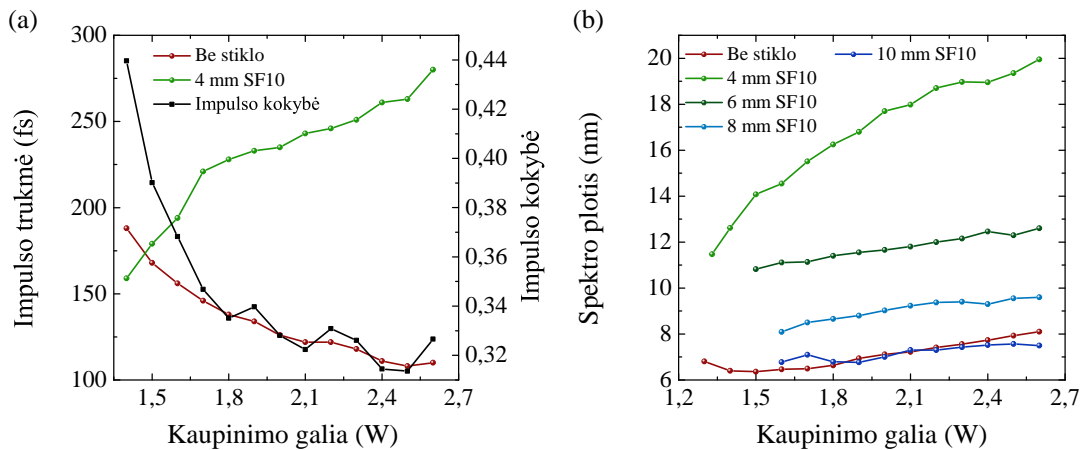 (a)
300
250
200
150
100
Impulso trukmė (fs)
Be stiklo
4 mm SF10
Impulso kokybė
0,44
0,42
0,40
0,38
0,36
0,34
0,32
Impulso kokybė
1,5
1,8
2,1
2,4
2,7
Kaupinimo galia (W)
(b)
20
18
16
14
12
10
8
6
Spektro plotis (nm)
Be stiklo
4 mm SF10
6 mm SF10
8 mm SF10
10 mm SF10
1,2
1,5
1,8
2,1
2,4
2,7
Kaupinimo galia (W)